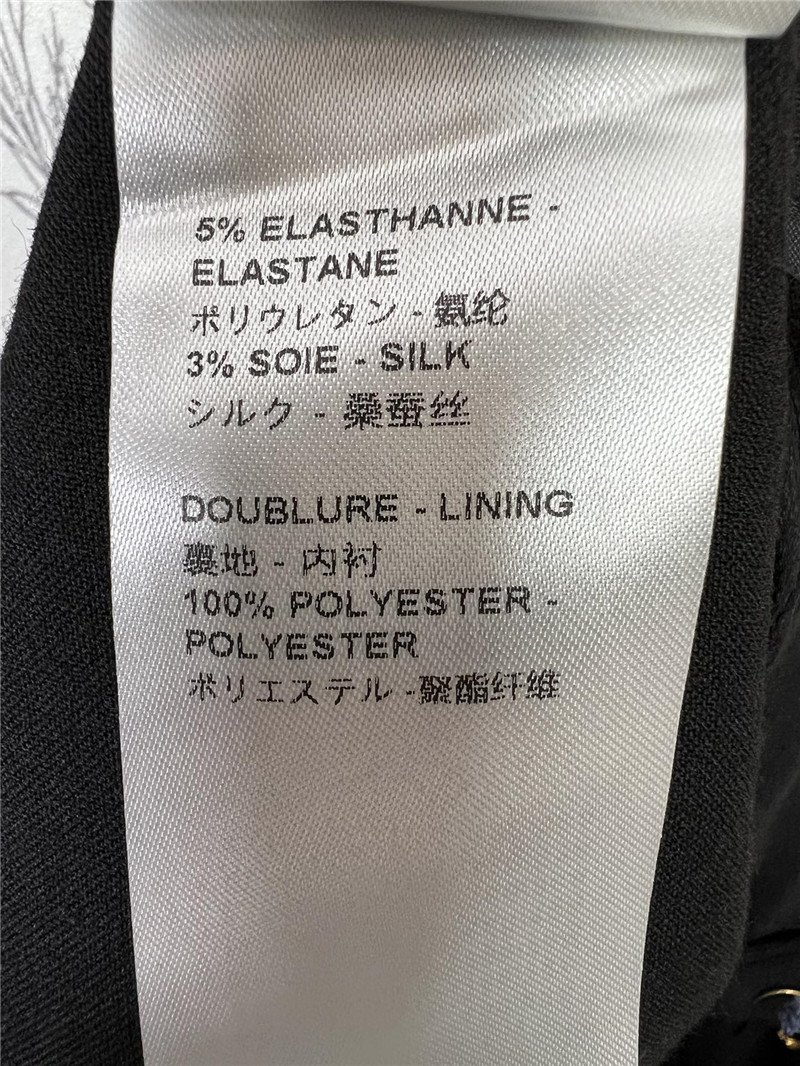 5% ELASTHANNE -
ELASTANE
ポリウレタン - 氨纶
3% SOIE - SILK
シルク - 桑蚕丝
DOUBLURE - LINING
裏地 - 内衬
100% POLYESTER -
POLYESTER
ポリエステル -聚酯纤维